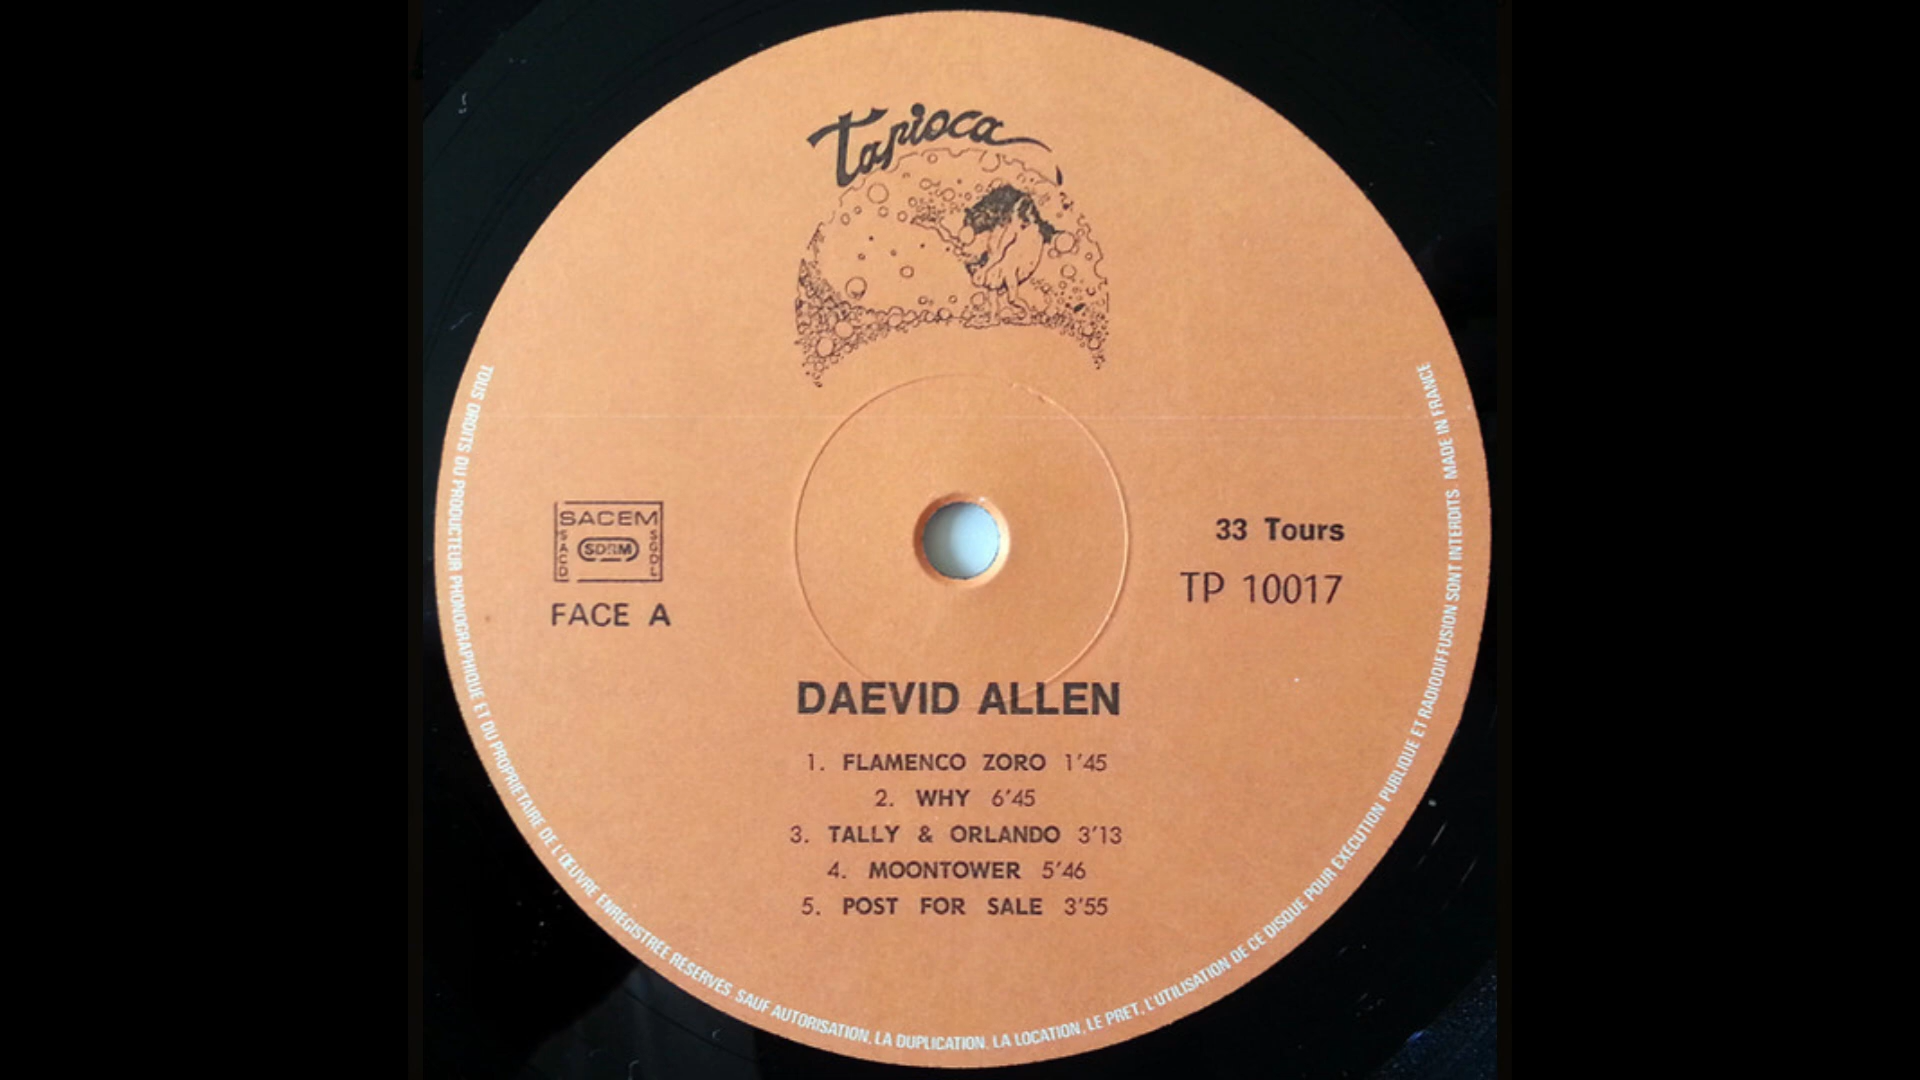 Tapioca
SACEM
SACD
SDRM
SGDL
FACE A
33 Tours
TP 10017
DAEVID ALLEN
1. FLAMENCO ZORO 1'45
2. WHY 6'45
3. TALLY & ORLANDO 3'13
4. MOONTOWER 5'46
5. POST FOR SALE 3'55
TOUS DROITS DU PRODUCTEUR PHONOGRAPHIQUE ET DU PROPRIETAIRE DE L'ŒUVRE ENREGISTRÉE RÉSERVÉS. SAUF AUTORISATION, LA DUPLICATION, LA LOCATION, LE PRET, L'UTILISATION DE CE DISQUE POUR EXECUTION PUBLIQUE ET RADIODIFFUSION SONT INTERDITS MADE IN FRANCE